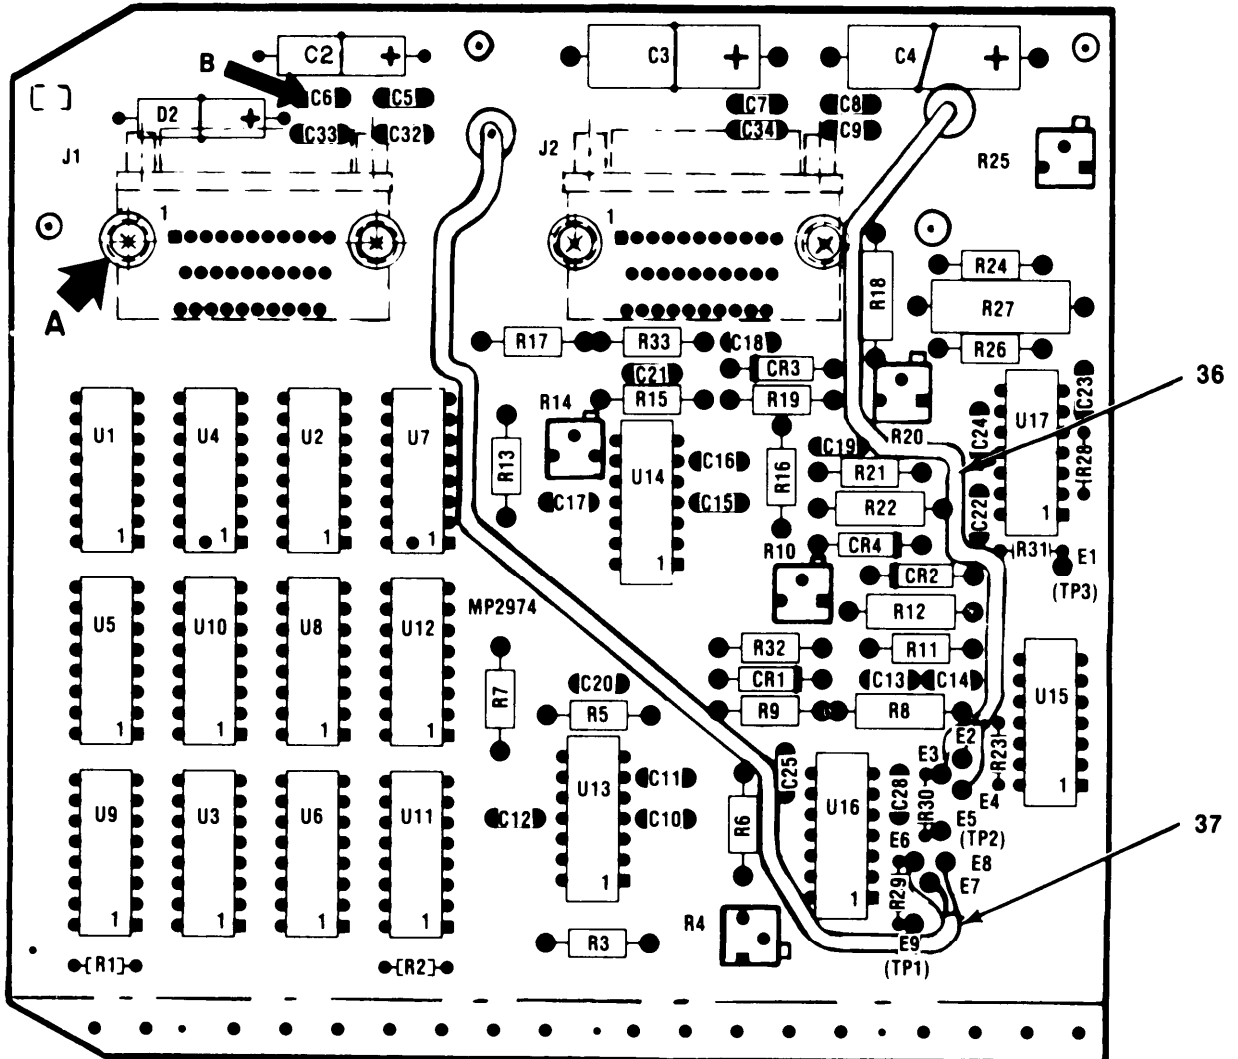 C2 + C3 + C4 +
B
C6 C5 C7 C8
D2 +
C33 C32 C34 C9
J1 J2 R25
1 1
A
R24
R18 R27
R17 R33 C18 R26
CR3
C21 C23
36
R14 R15 R19
U1 U4 U2 U7 U17
R20 C24
R13 C19
C16 R16 R21 R28
U14
C17 C15 R22 C22
1
1 1 1 1 R10 CR4 R31 E1
1 CR2 (TP3)
MP2974 R12
U5 U10 U8 U12
R32 R11
R7 C20 CR1 C13 C14
U15
R5 R9 R8
1 1 1 1 E2
E3 R23
C25
C11 1
U13 R30 C28 E4
U9 U3 U6 U11 U16
C12 C10 R6 E5
(TP2)
37
E6 E8
1 R29 E7
1
1 1 1 1 R4
R3 E9
R1 R2 (TP1)